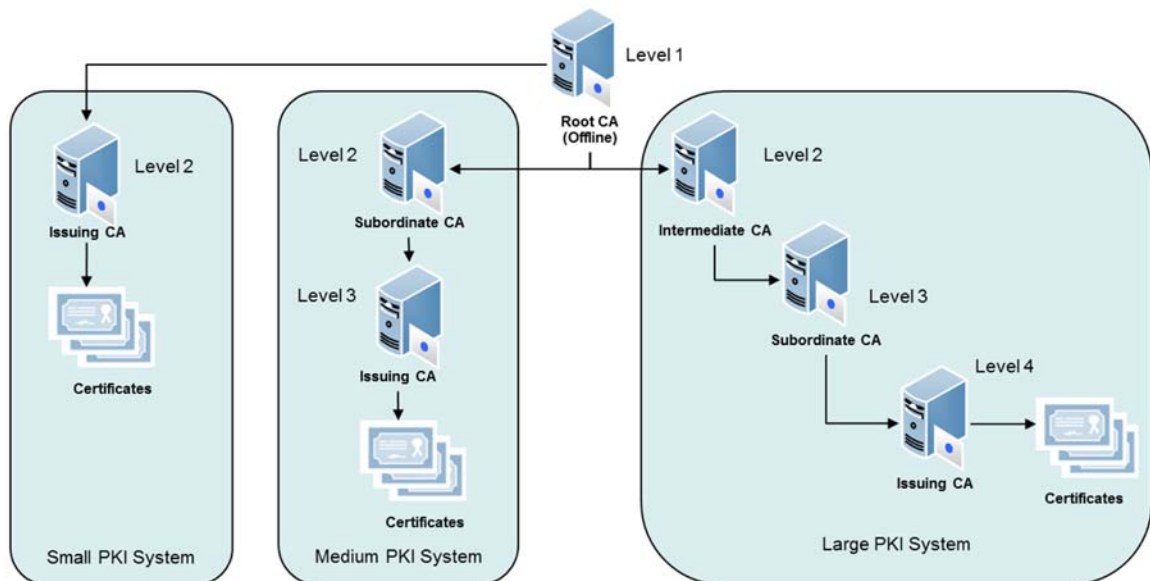 Level 1
Root CA
(Offline)
Level 2
Issuing CA
Certificates
Small PKI System
Level 2
Subordinate CA
Level 3
Issuing CA
Certificates
Medium PKI System
Level 2
Intermediate CA
Level 3
Subordinate CA
Level 4
Issuing CA
Certificates
Large PKI System